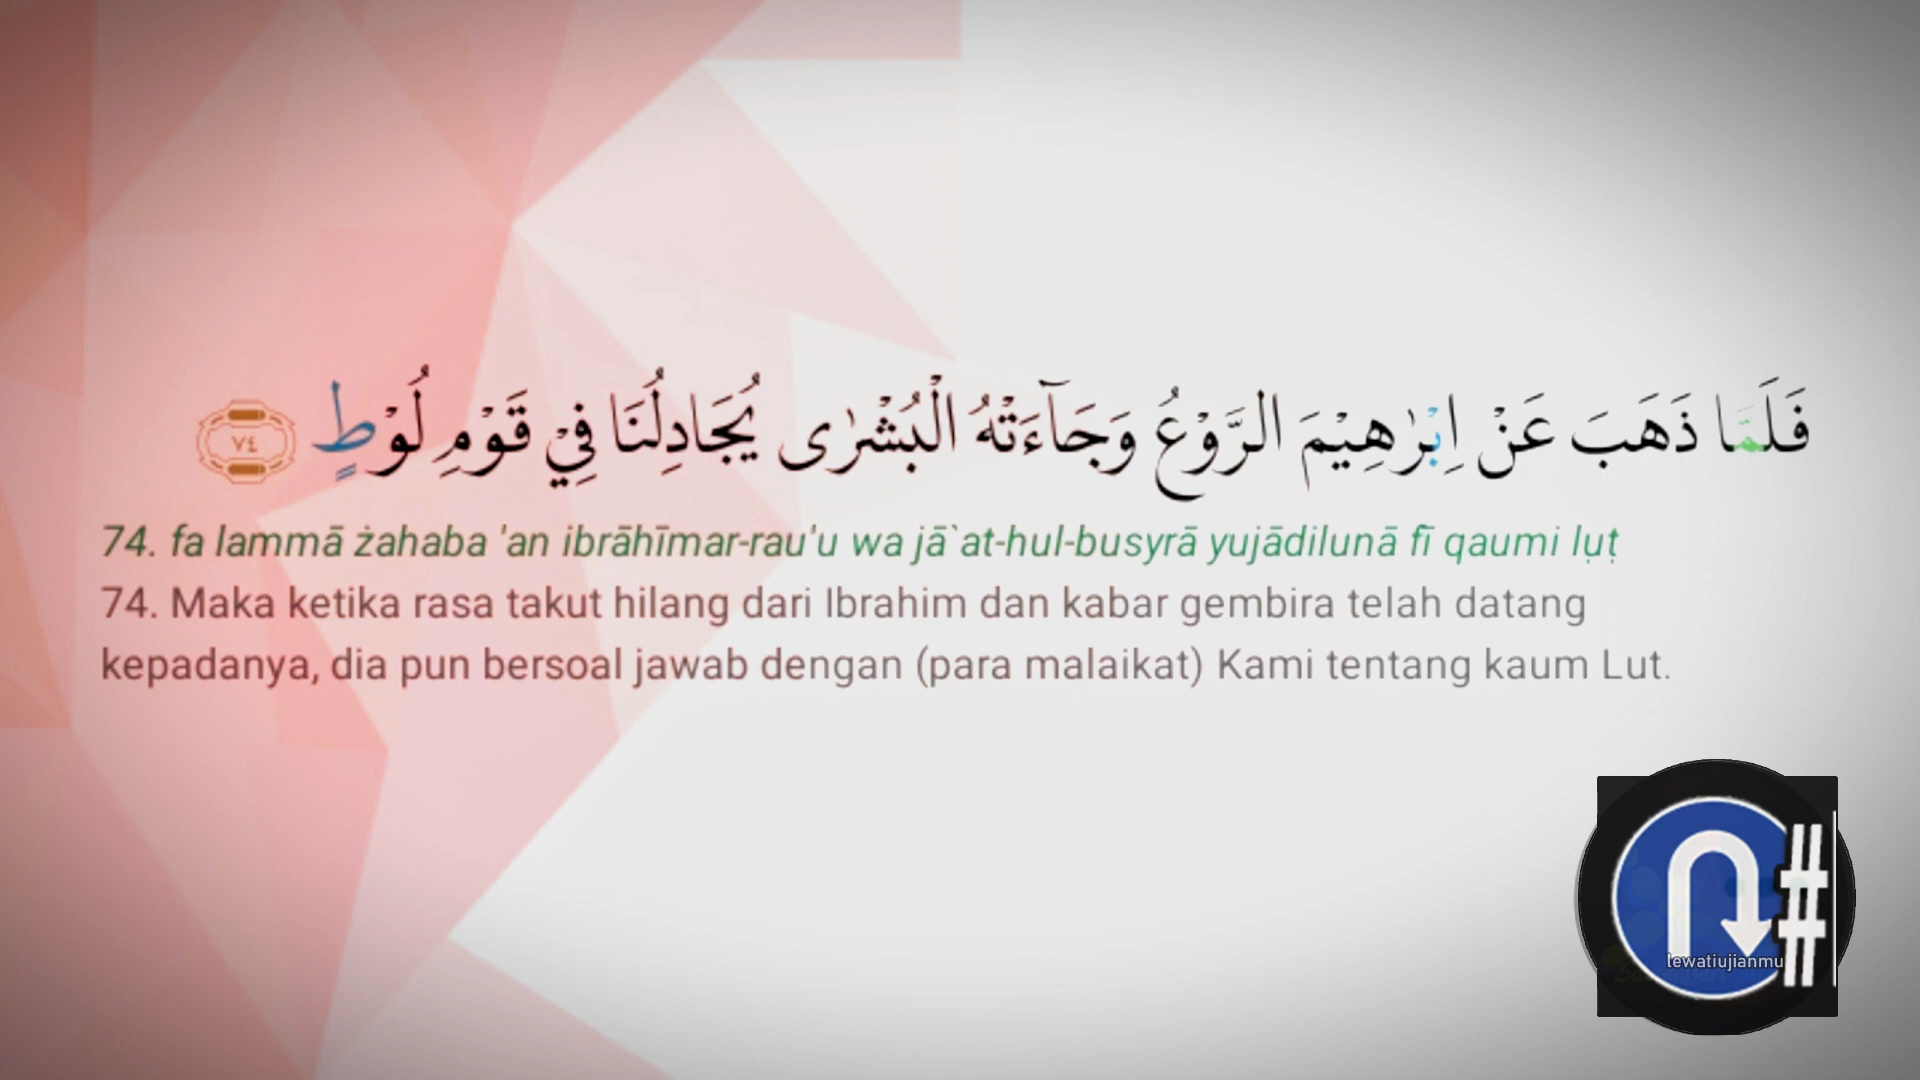 فَلَمَّا ذَهَبَ عَنْ اِبْرٰهِيْمَ الرَّوْعُ وَجَاۤءَتْهُ الْبُشْرٰى يُجَادِلُنَا فِيْ قَوْمِ لُوْطٍ ٧٤
74. fa lammā żahaba 'an ibrāhīmar-rau'u wa jā`at-hul-busyrā yujādilunā fī qaumi lụṭ
74. Maka ketika rasa takut hilang dari Ibrahim dan kabar gembira telah datang
kepadanya, dia pun bersoal jawab dengan (para malaikat) Kami tentang kaum Lut.
#
lewatiujianmu